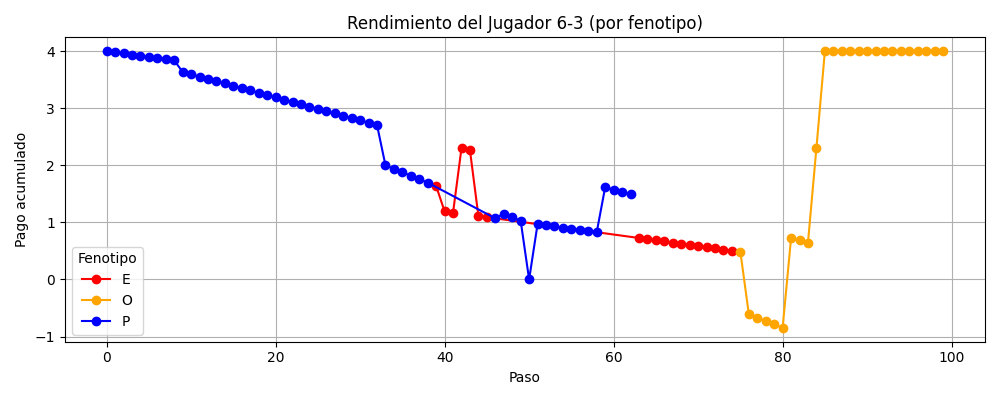 Rendimiento del Jugador 6-3 (por fenotipo)
Pago acumulado
4
3
2
1
0
−1
Fenotipo
E
O
P
0 20 40 60 80 100
Paso